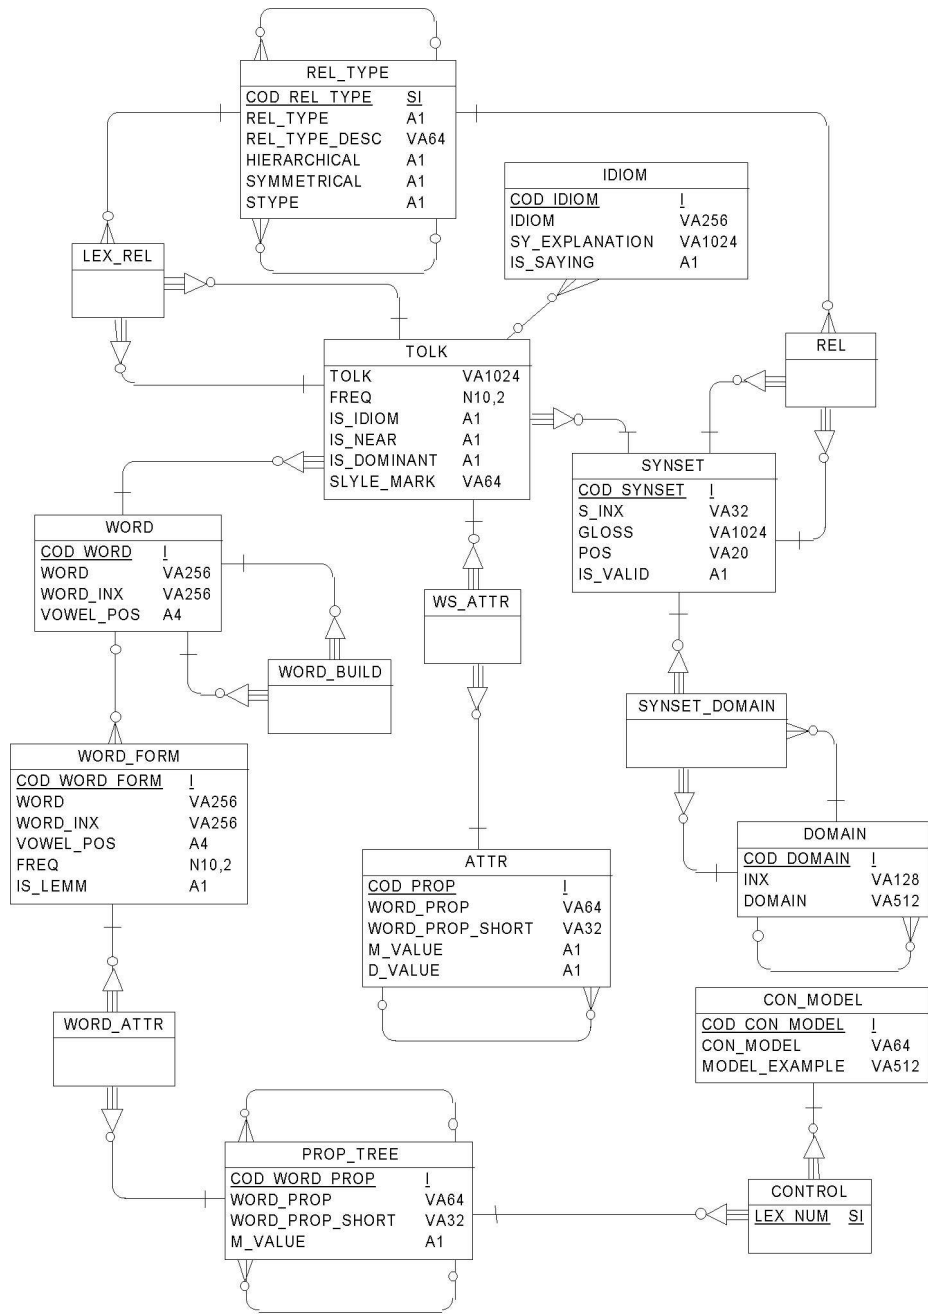 REL_TYPE
COD_REL_TYPE SI
REL_TYPE A1
REL_TYPE_DESC VA64
HIERARCHICAL A1
SYMMETRICAL A1
STYPE A1
IDIOM
COD_IDIOM I
IDIOM VA256
SY_EXPLANATION VA1024
IS_SAYING A1
LEX_REL
REL
TOLK
TOLK VA1024
FREQ N10,2
IS_IDIOM A1
IS_NEAR A1
IS_DOMINANT A1
SLYLE_MARK VA64
SYNSET
COD_SYNSET I
S_INX VA32
GLOSS VA1024
POS VA20
IS_VALID A1
WORD
COD_WORD I
WORD VA256
WORD_INX VA256
VOWEL_POS A4
WS_ATTR
WORD_BUILD
SYNSET_DOMAIN
WORD_FORM
COD_WORD_FORM I
WORD VA256
WORD_INX VA256
VOWEL_POS A4
FREQ N10,2
IS_LEMM A1
DOMAIN
COD_DOMAIN I
INX VA128
DOMAIN VA512
ATTR
COD_PROP I
WORD_PROP VA64
WORD_PROP_SHORT VA32
M_VALUE A1
D_VALUE A1
CON_MODEL
COD_CON_MODEL I
CON_MODEL VA64
MODEL_EXAMPLE VA512
WORD_ATTR
PROP_TREE
COD_WORD_PROP I
WORD_PROP VA64
WORD_PROP_SHORT VA32
M_VALUE A1
CONTROL
LEX_NUM SI